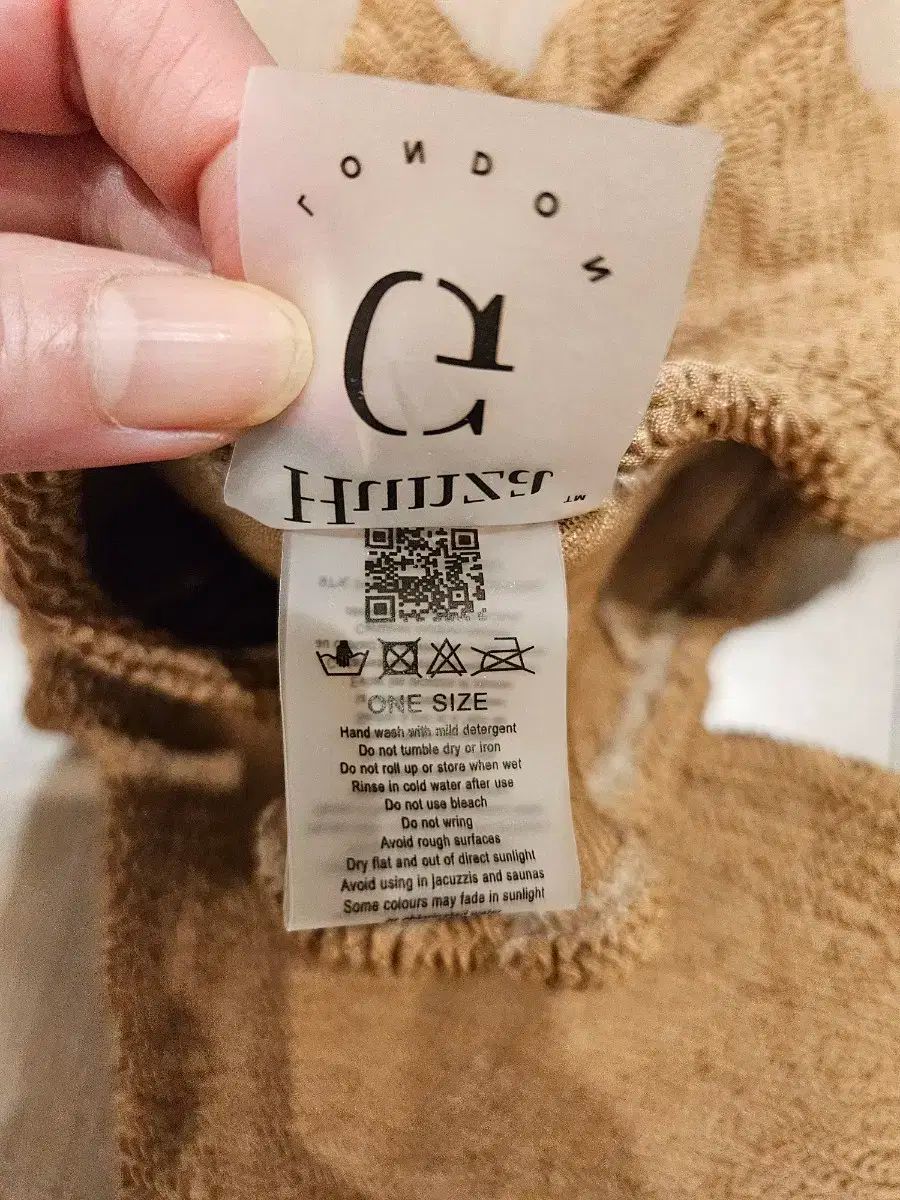 LONDON
G
Hunza™
ONE SIZE
Hand wash with mild detergent
Do not tumble dry or iron
Do not roll up or store when wet
Rinse in cold water after use
Do not use bleach
Do not wring
Avoid rough surfaces
Dry flat and out of direct sunlight
Avoid using in jacuzzis and saunas
Some colours may fade in sunlight
or chlorinated water